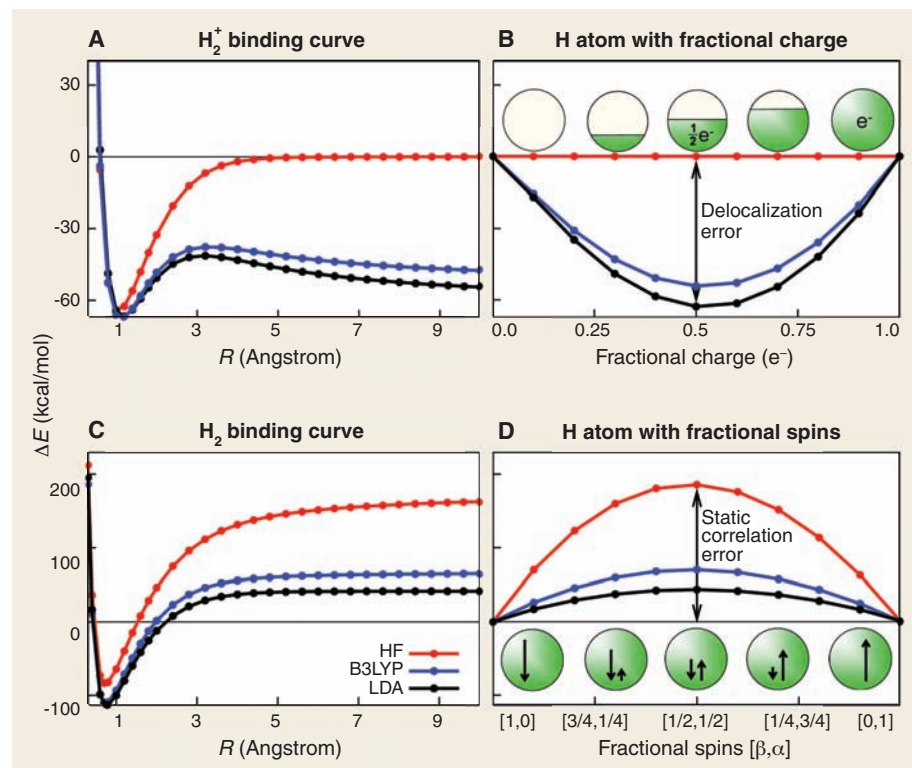 A H₂⁺ binding curve
B H atom with fractional charge
30
0
-30
-60
1 3 5 7 9
R (Angstrom)
½e⁻
e⁻
Delocalization
error
0.0 0.25 0.5 0.75 1.0
Fractional charge (e⁻)
ΔE (kcal/mol)
C H₂ binding curve
D H atom with fractional spins
200
100
0
-100
HF
B3LYP
LDA
1 3 5 7 9
R (Angstrom)
Static
correlation
error
[1,0] [3/4,1/4] [1/2,1/2] [1/4,3/4] [0,1]
Fractional spins [β,α]